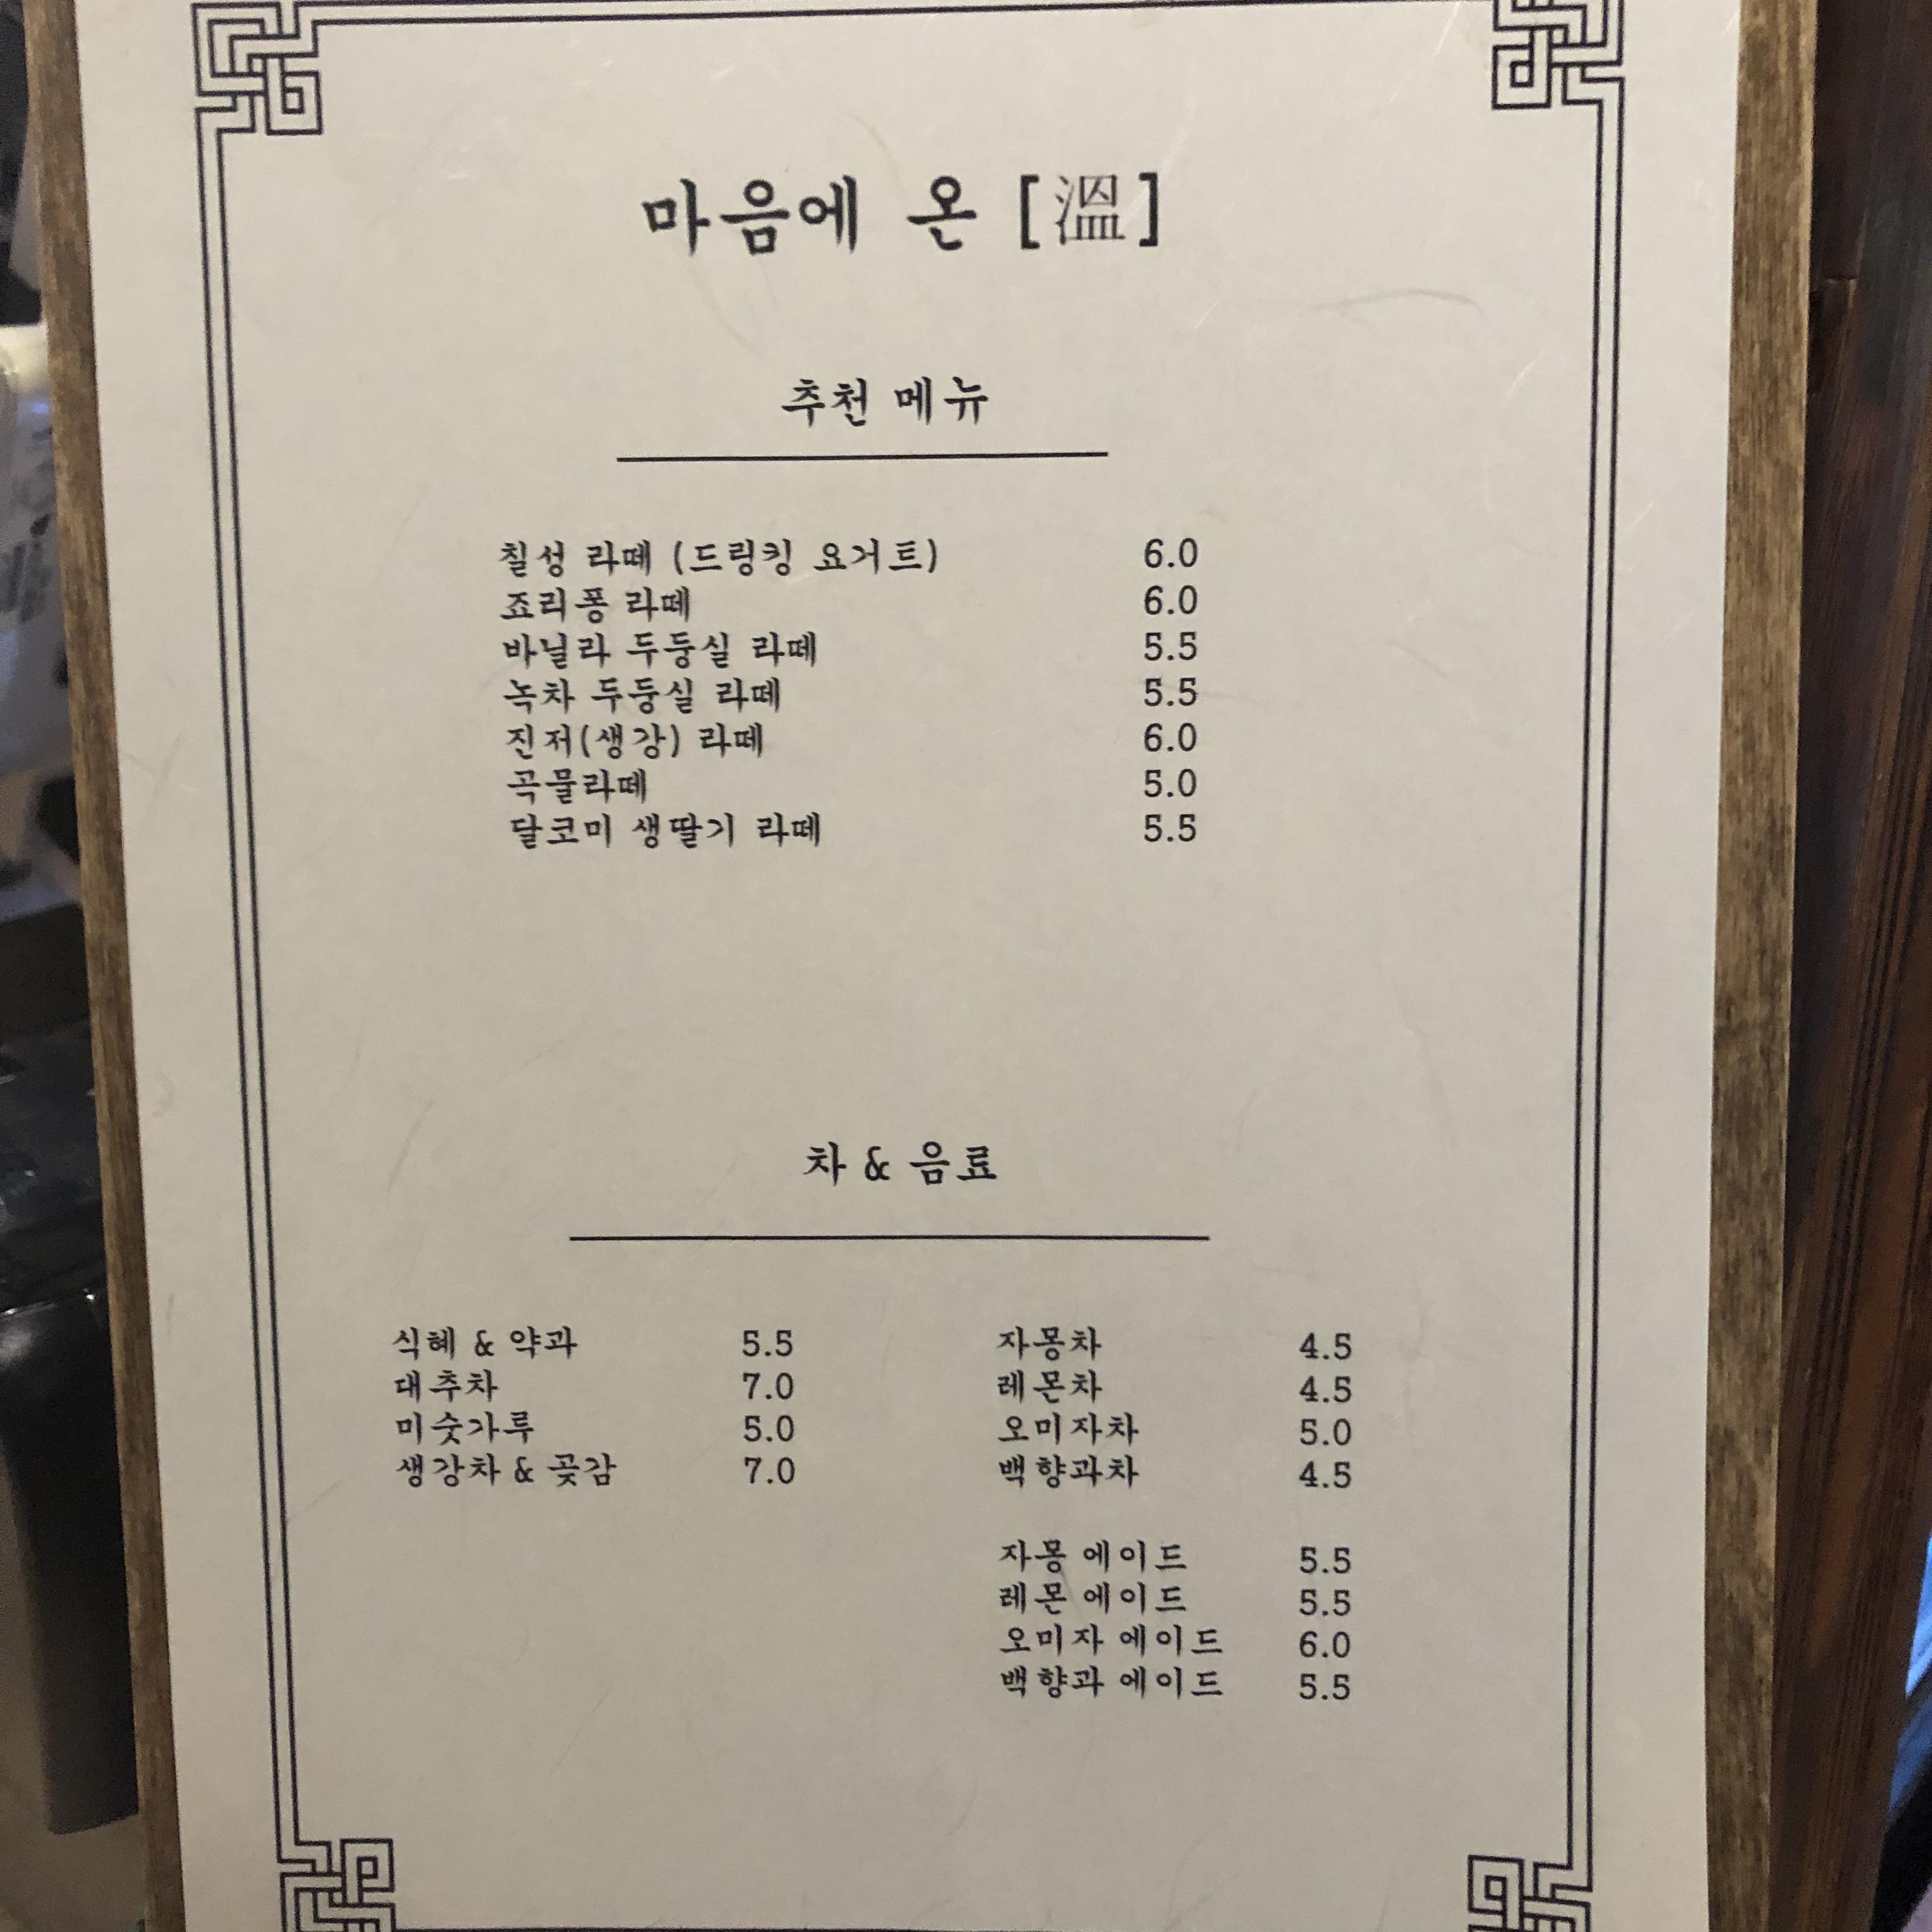 마음에 온 [溫]
추천 메뉴
칠성 라떼 (드링킹 요거트) 6.0
죠리퐁 라떼 6.0
바닐라 두둥실 라떼 5.5
녹차 두둥실 라떼 5.5
진저(생강) 라떼 6.0
곡물라떼 5.0
달코미 생딸기 라떼 5.5
차 & 음료
식혜 & 약과 5.5
대추차 7.0
미숫가루 5.0
생강차 & 곶감 7.0
자몽차 4.5
레몬차 4.5
오미자차 5.0
백향과차 4.5
자몽 에이드 5.5
레몬 에이드 5.5
오미자 에이드 6.0
백향과 에이드 5.5